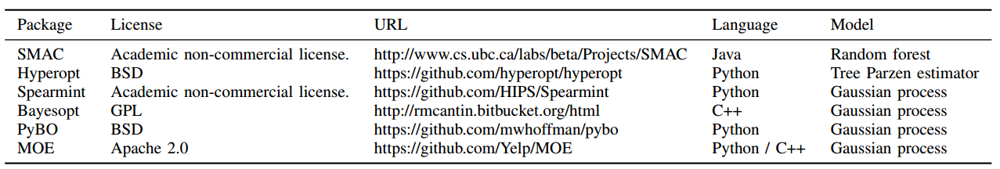 Package License URL Language Model
SMAC Academic non-commercial license. http://www.cs.ubc.ca/labs/beta/Projects/SMAC Java Random forest
Hyperopt BSD https://github.com/hyperopt/hyperopt Python Tree Parzen estimator
Spearmint Academic non-commercial license. https://github.com/HIPS/Spearmint Python Gaussian process
Bayesopt GPL http://rmcantin.bitbucket.org/html C++ Gaussian process
PyBO BSD https://github.com/mwhoffman/pybo Python Gaussian process
MOE Apache 2.0 https://github.com/Yelp/MOE Python / C++ Gaussian process